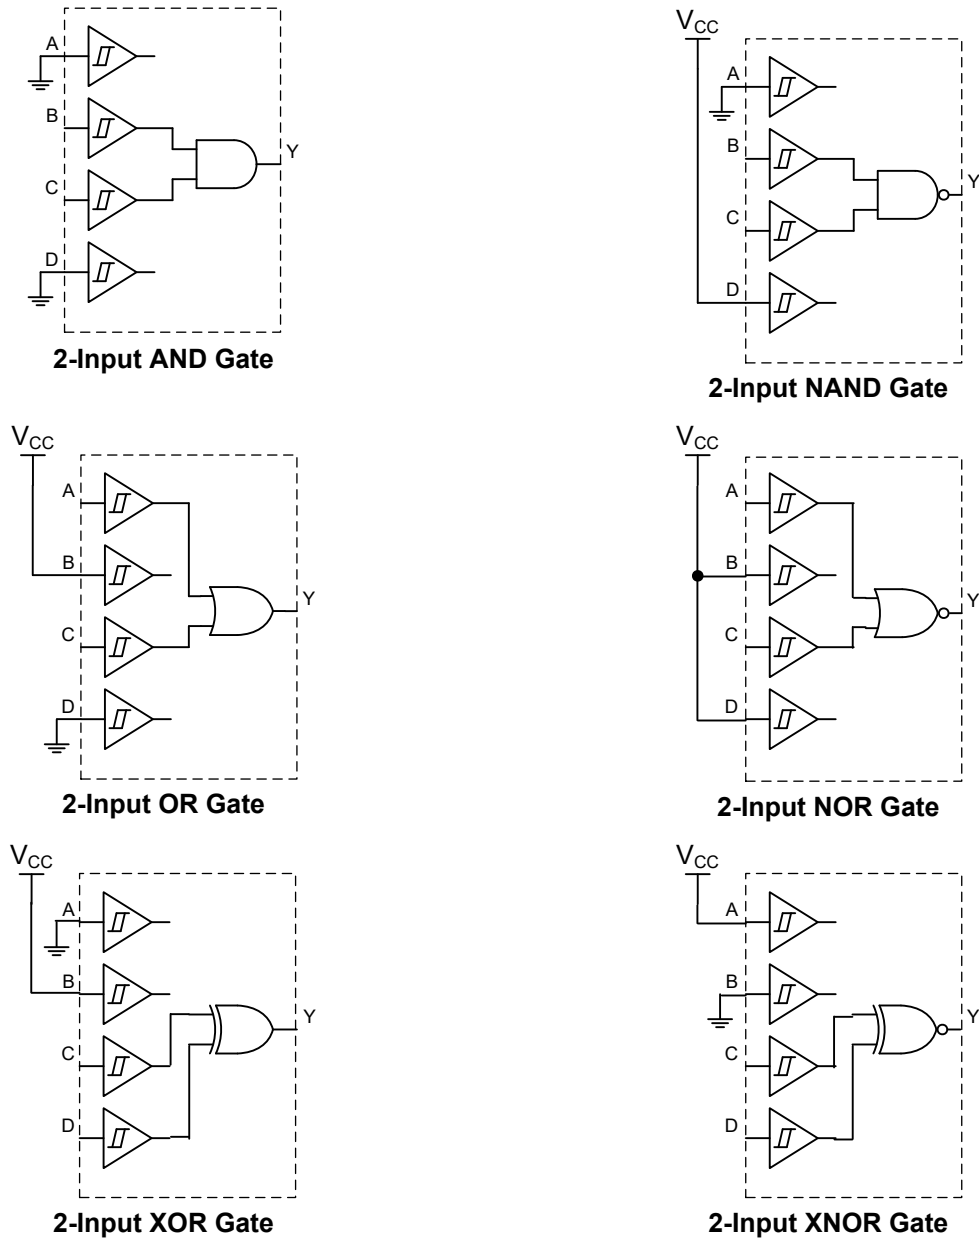 A
B
C
D
Y
2-Input AND Gate
VCC
A
B
C
D
Y
2-Input NAND Gate
VCC
A
B
C
D
Y
2-Input OR Gate
VCC
A
B
C
D
Y
2-Input NOR Gate
VCC
A
B
C
D
Y
2-Input XOR Gate
VCC
A
B
C
D
Y
2-Input XNOR Gate